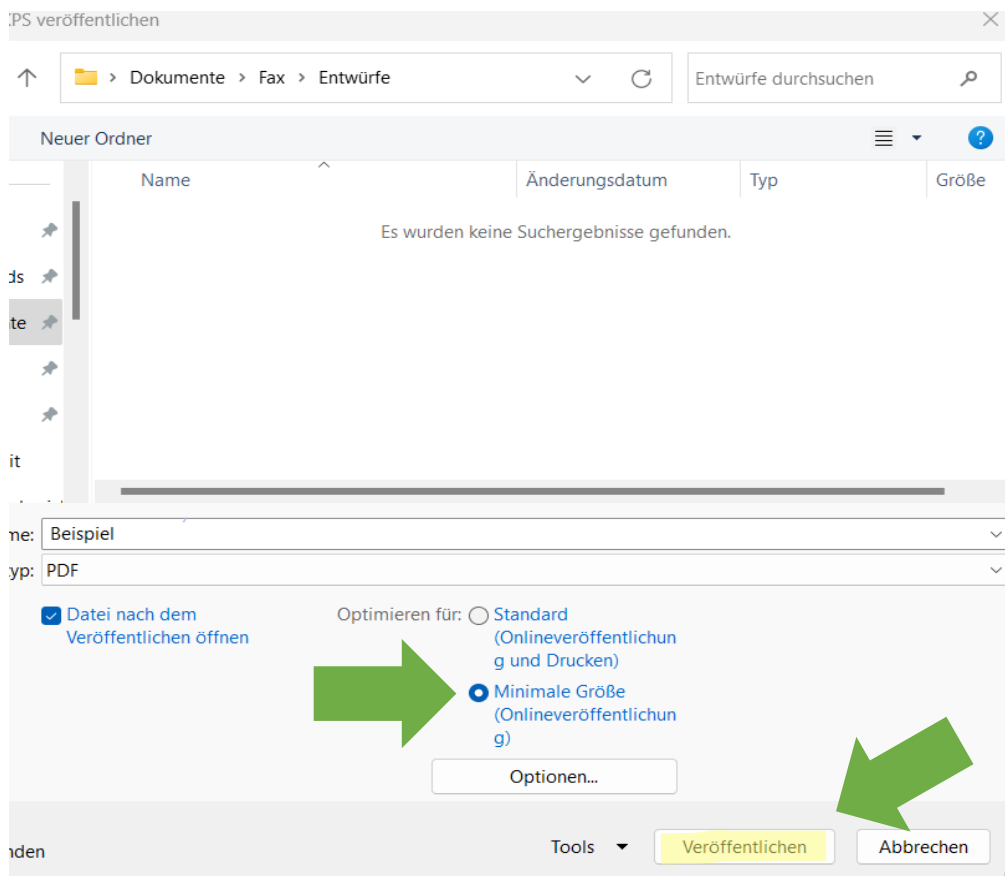 XPS veröffentlichen
Dokumente > Fax > Entwürfe
Entwürfe durchsuchen
Neuer Ordner
?
Name
Änderungsdatum
Typ
Größe
Es wurden keine Suchergebnisse gefunden.
ds
te
it
me: Beispiel
typ: PDF
Datei nach dem
Veröffentlichen öffnen
Optimieren für:
Standard
(Onlineveröffentlichun
g und Drucken)
Minimale Größe
(Onlineveröffentlichun
g)
Optionen...
nden
Tools
Veröffentlichen
Abbrechen